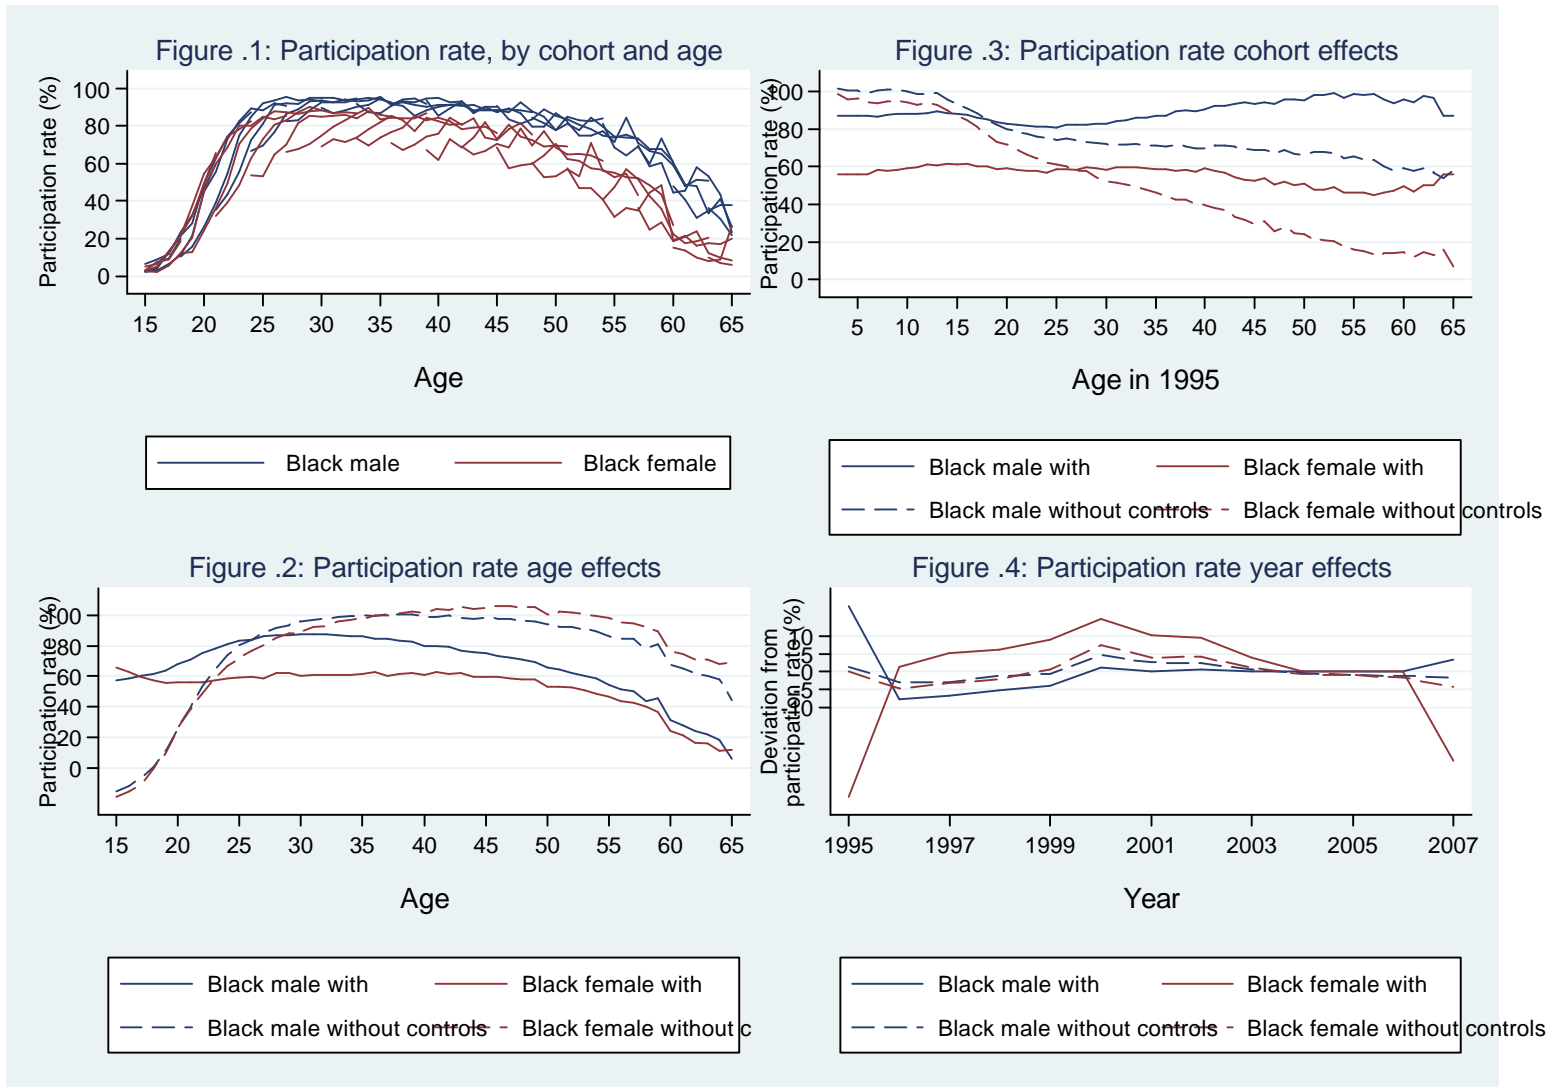 Figure .1: Participation rate, by cohort and age
Participation rate (%)
100
80
60
40
20
0
15 20 25 30 35 40 45 50 55 60 65
Age
Black male Black female
Figure .3: Participation rate cohort effects
Participation rate (%)
100
80
60
40
20
0
5 10 15 20 25 30 35 40 45 50 55 60 65
Age in 1995
Black male with Black female with
Black male without controls Black female without controls
Figure .2: Participation rate age effects
Participation rate (%)
100
80
60
40
20
0
15 20 25 30 35 40 45 50 55 60 65
Age
Black male with Black female with
Black male without controls Black female without c
Figure .4: Participation rate year effects
Deviation from
participation rate (%)
10
5
0
-5
-10
1995 1997 1999 2001 2003 2005 2007
Year
Black male with Black female with
Black male without controls Black female without controls